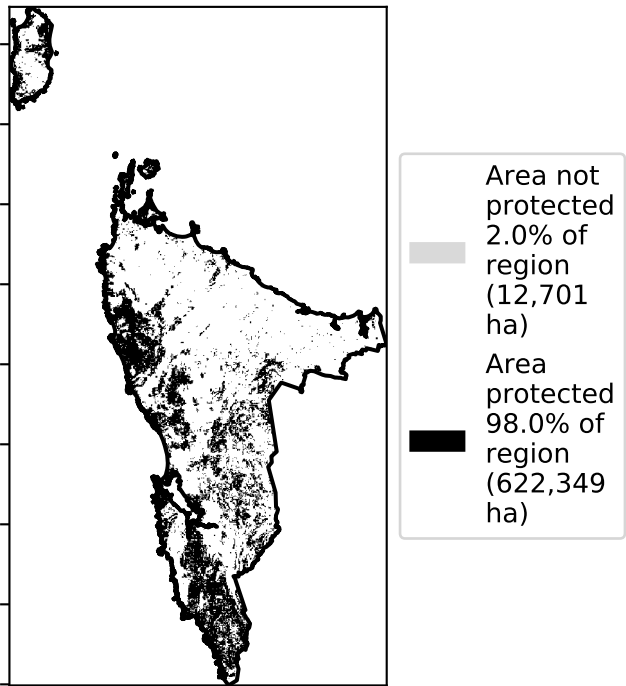 Area not
protected
2.0% of
region
(12,701
ha)
Area
protected
98.0% of
region
(622,349
ha)